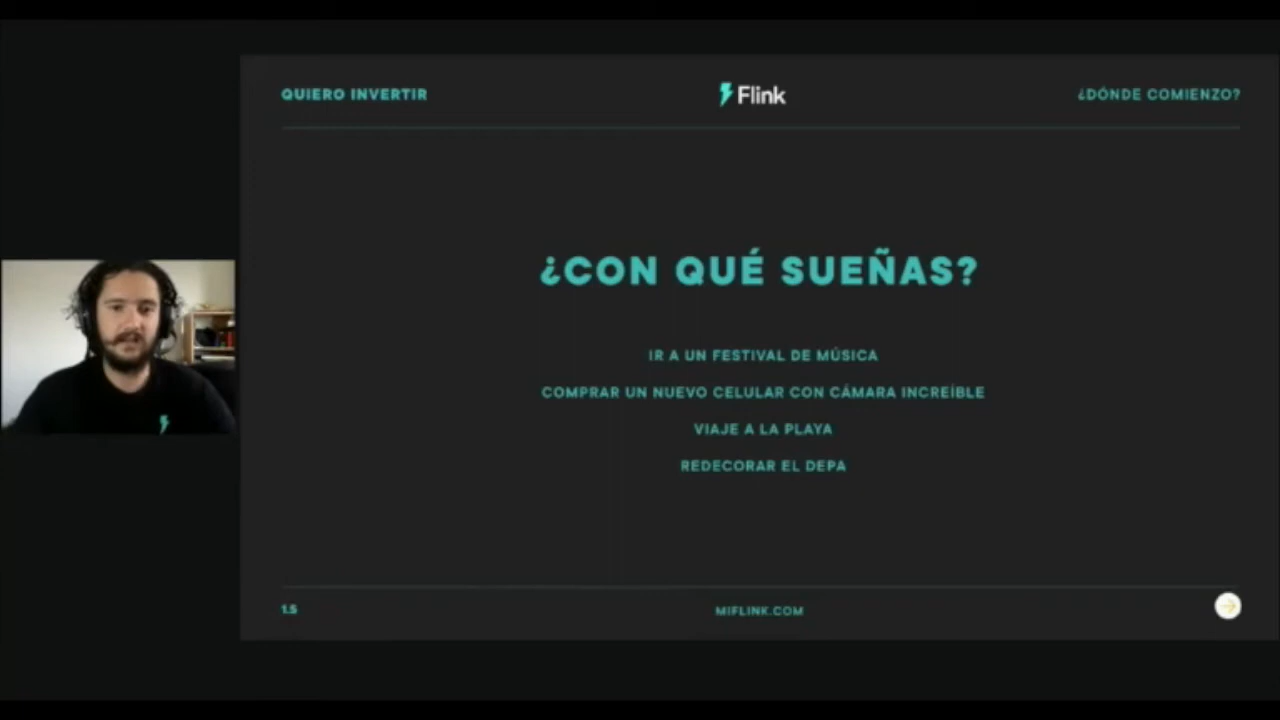 QUIERO INVERTIR
Flink
¿DÓNDE COMIENZO?
¿CON QUÉ SUEÑAS?
IR A UN FESTIVAL DE MÚSICA
COMPRAR UN NUEVO CELULAR CON CÁMARA INCREÍBLE
VIAJE A LA PLAYA
REDECORAR EL DEPA
1.5
MIFLINK.COM